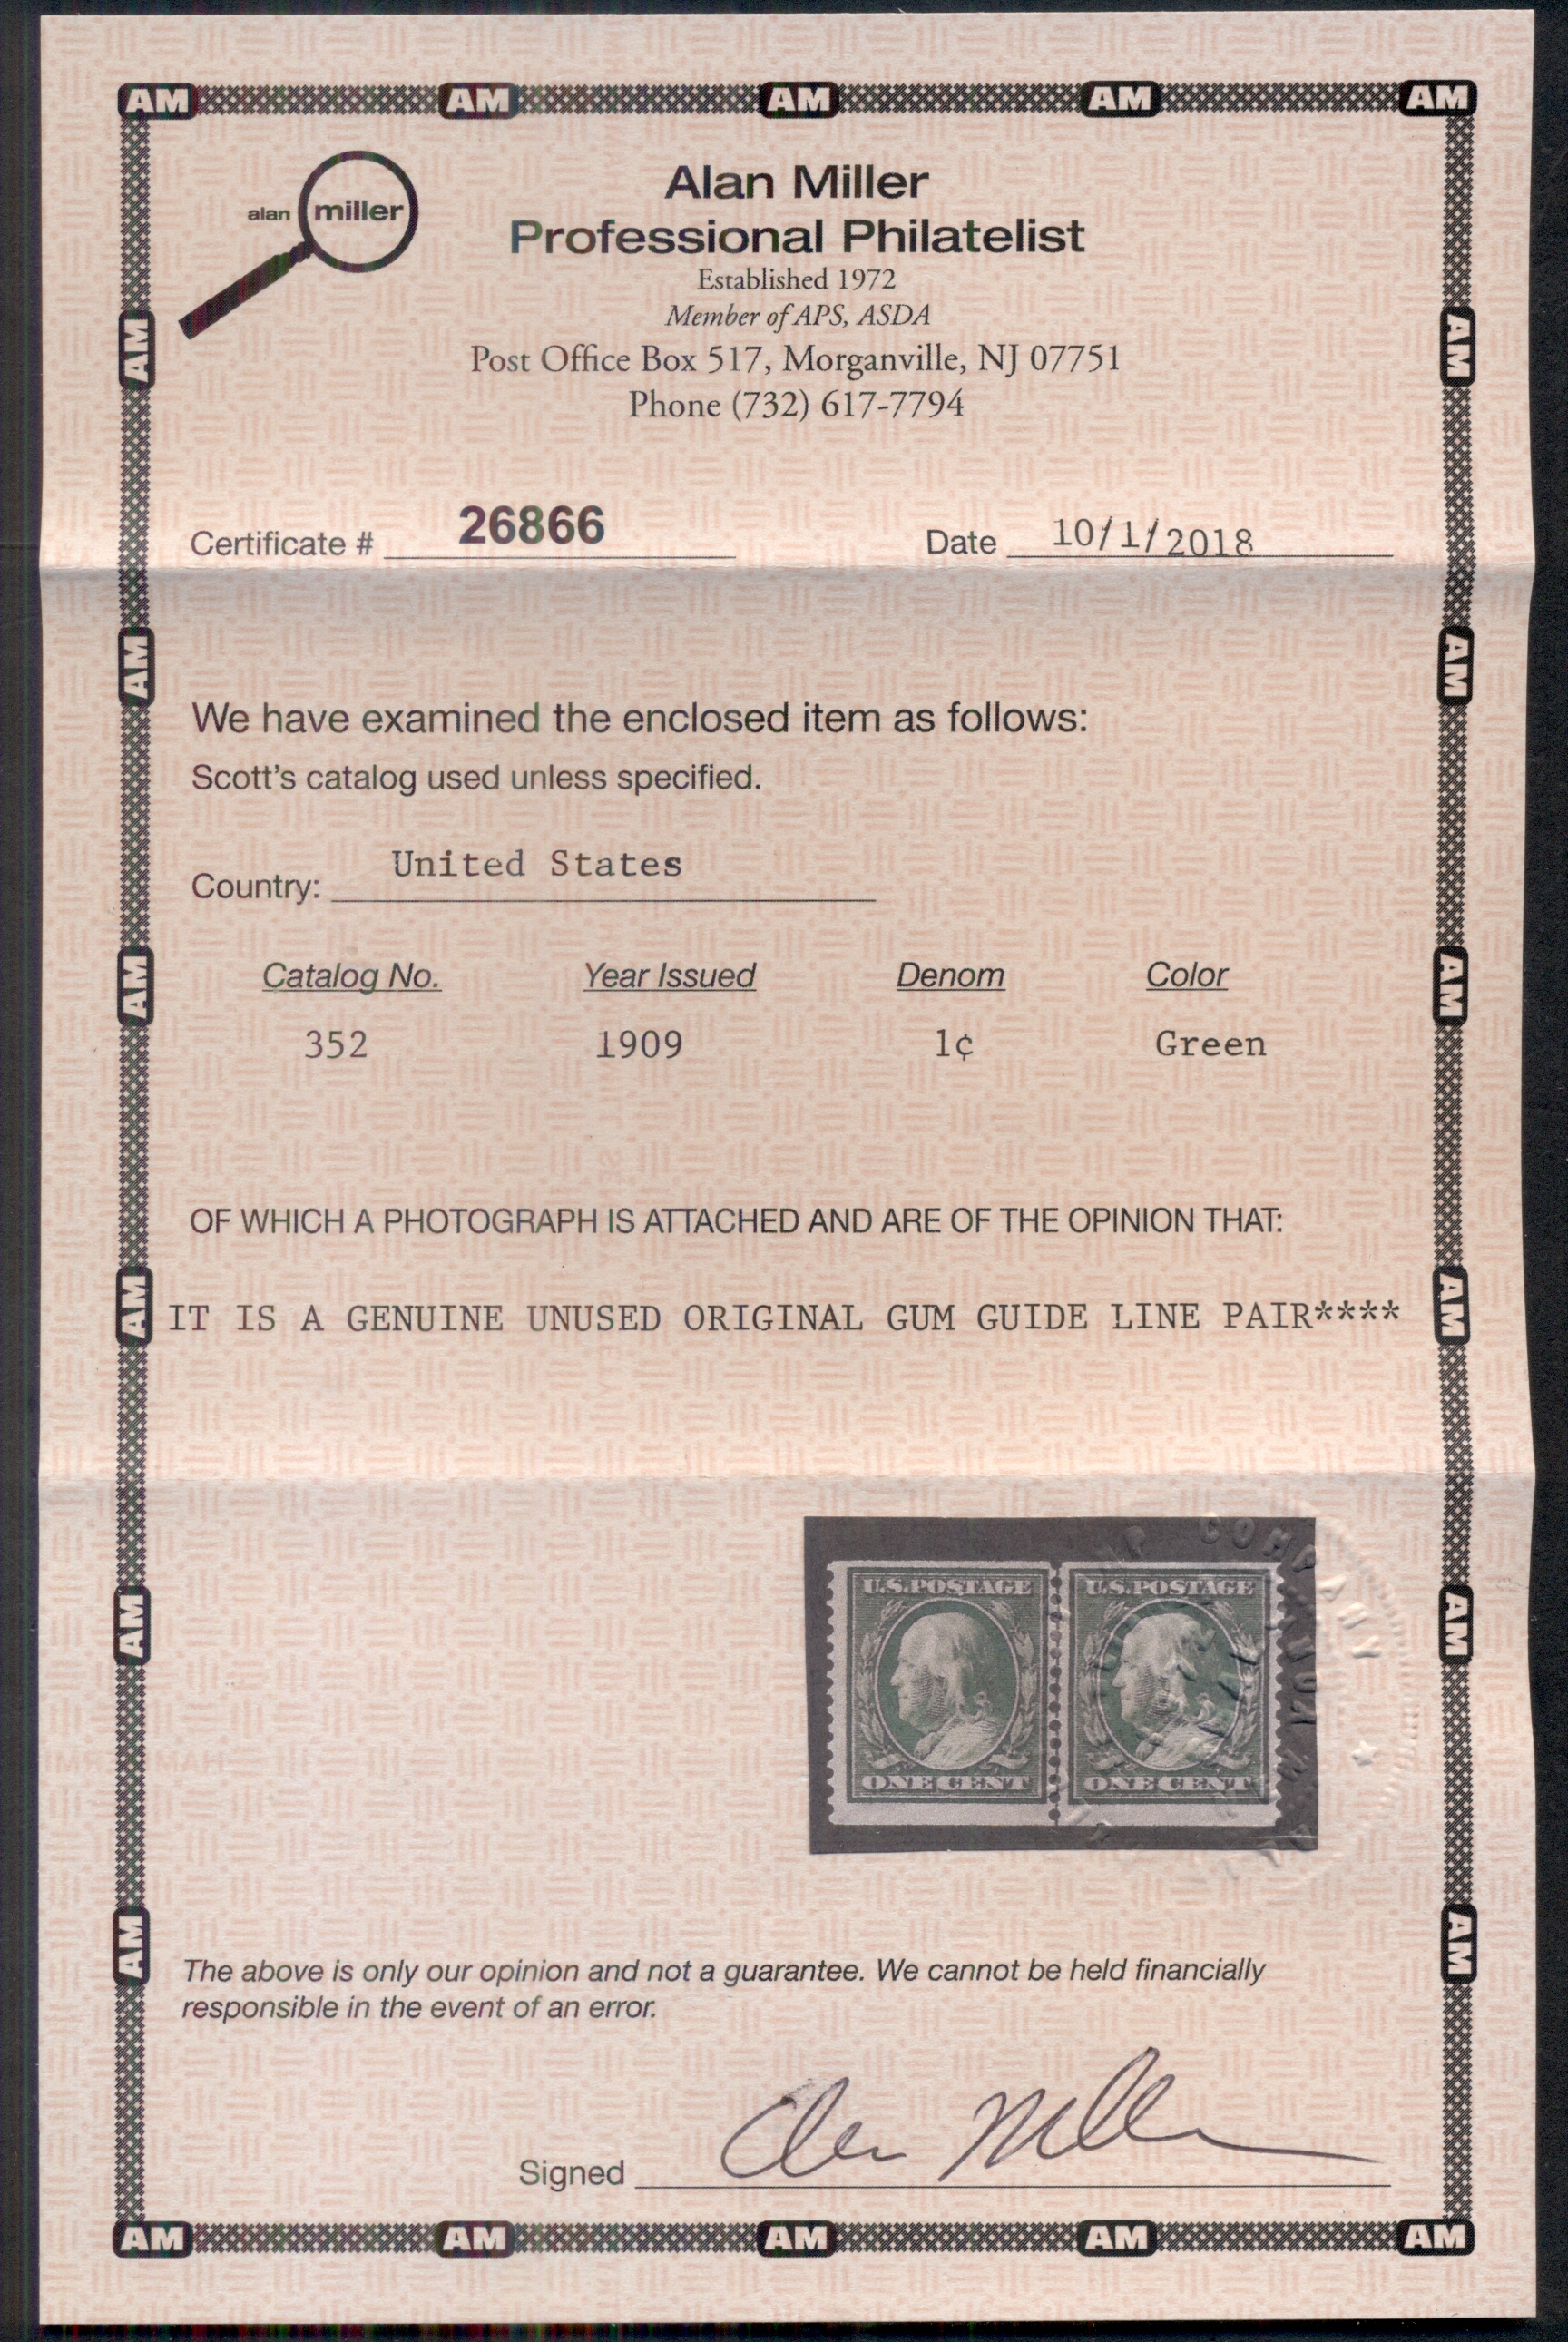 AM AM AM AM AM
alan miller
Alan Miller
Professional Philatelist
Established 1972
Member of APS, ASDA
Post Office Box 517, Morganville, NJ 07751
Phone (732) 617-7794
Certificate # 26866 Date 10/1/2018
We have examined the enclosed item as follows:
Scott's catalog used unless specified.
Country: United States
Catalog No. Year Issued Denom Color
352 1909 1¢ Green
OF WHICH A PHOTOGRAPH IS ATTACHED AND ARE OF THE OPINION THAT:
IT IS A GENUINE UNUSED ORIGINAL GUM GUIDE LINE PAIR****
COMPANY
U.S.POSTAGE U.S.POSTAGE
ONE CENT ONE CENT
The above is only our opinion and not a guarantee. We cannot be held financially
responsible in the event of an error.
Signed Alan Miller
AM AM AM AM AM